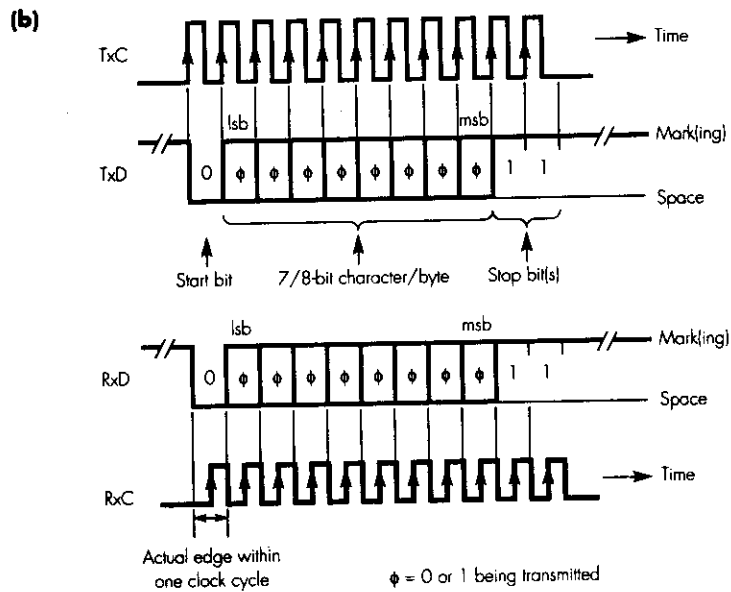 (b)
TxC
Time
lsb
msb
Mark(ing)
TxD
0 ϕ ϕ ϕ ϕ ϕ ϕ ϕ ϕ 1 1
Space
Start bit
7/8-bit character/byte
Stop bit(s)
lsb
msb
Mark(ing)
RxD
0 ϕ ϕ ϕ ϕ ϕ ϕ ϕ ϕ 1 1
Space
RxC
Time
Actual edge within
one clock cycle
ϕ = 0 or 1 being transmitted